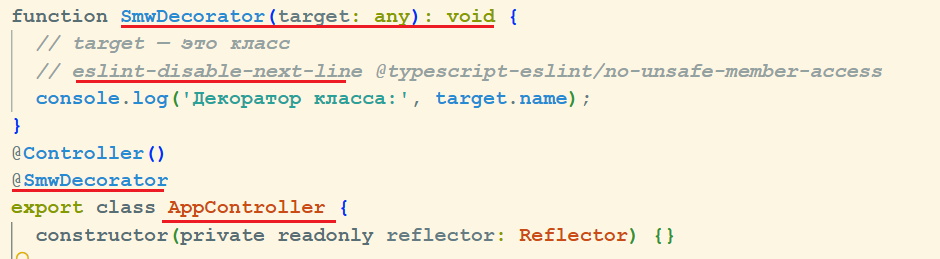 function SmwDecorator(target: any): void {
// target — это класс
// eslint-disable-next-line @typescript-eslint/no-unsafe-member-access
console.log('Декоратор класса:', target.name);
}
@Controller()
@SmwDecorator
export class AppController {
constructor(private readonly reflector: Reflector) {}